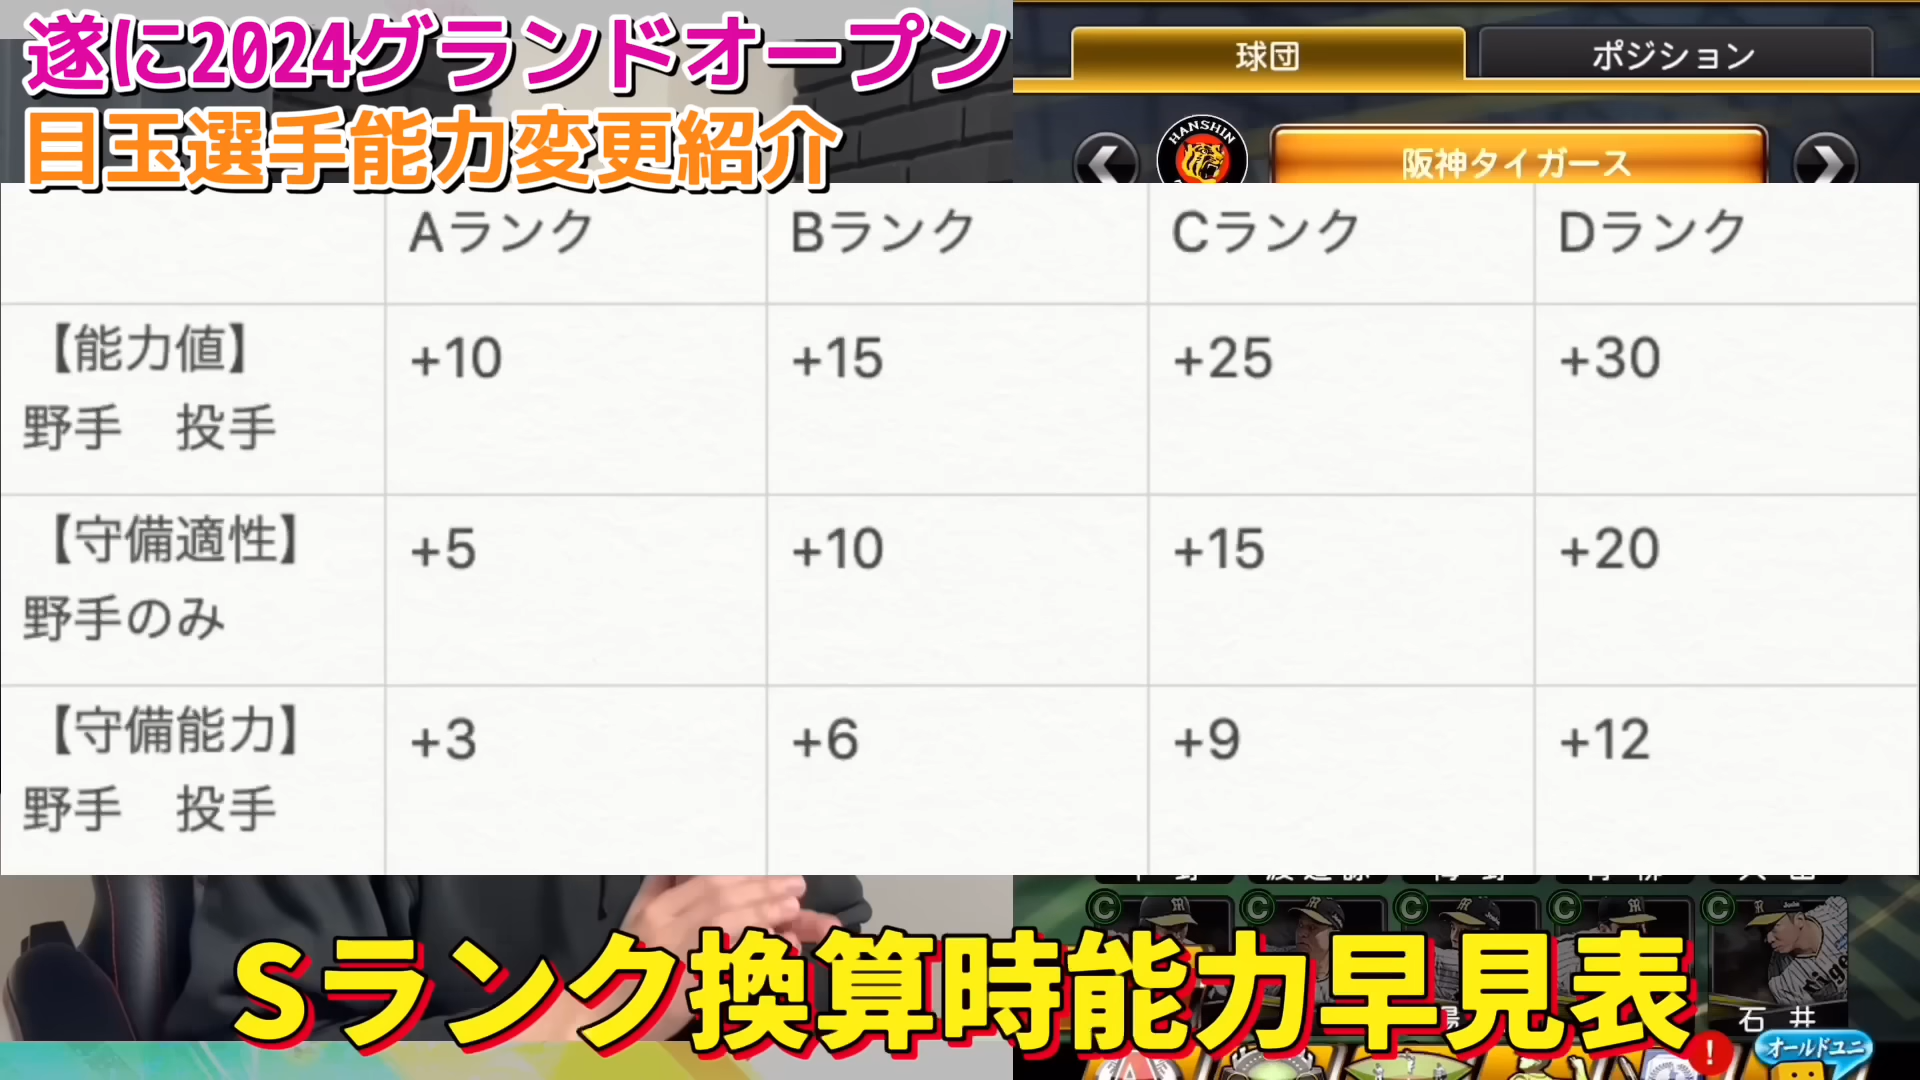 遂に2024グランドオープン
目玉選手能力変更紹介
球団
ポジション
HANSHIN
阪神タイガース
Aランク
Bランク
Cランク
Dランク
【能力値】
野手　投手
+10
+15
+25
+30
【守備適性】
野手のみ
+5
+10
+15
+20
【守備能力】
野手　投手
+3
+6
+9
+12
C
C
C
C
C
Sランク換算時能力早見表
石井
!
オールドユニ